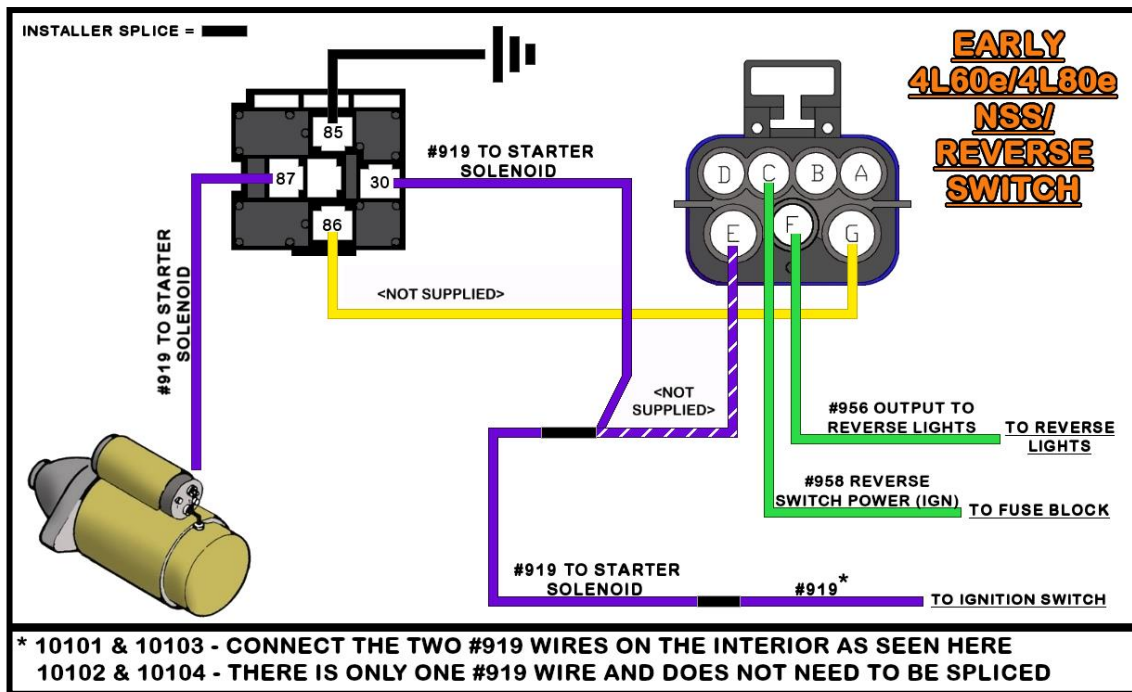 INSTALLER SPLICE =
EARLY
4L60e/4L80e
NSS/
REVERSE
SWITCH
85
87
30
86
#919 TO STARTER
SOLENOID
D
C
B
A
E
F
G
#919 TO STARTER
SOLENOID
<NOT SUPPLIED>
<NOT
SUPPLIED>
#956 OUTPUT TO
REVERSE LIGHTS
TO REVERSE
LIGHTS
#958 REVERSE
SWITCH POWER (IGN)
TO FUSE BLOCK
#919 TO STARTER
SOLENOID
#919*
TO IGNITION SWITCH
* 10101 & 10103 - CONNECT THE TWO #919 WIRES ON THE INTERIOR AS SEEN HERE
10102 & 10104 - THERE IS ONLY ONE #919 WIRE AND DOES NOT NEED TO BE SPLICED